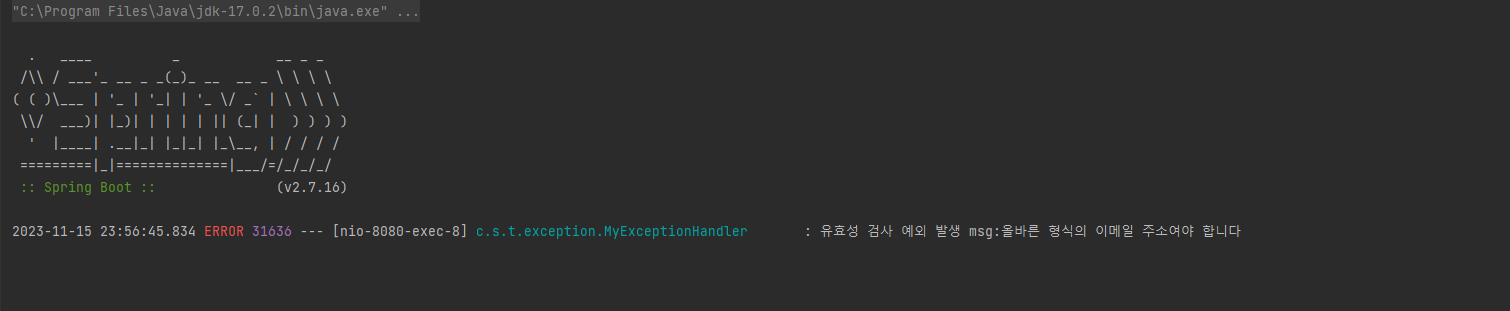 "C:\Program Files\Java\jdk-17.0.2\bin\java.exe" ...
  .   ____          _            __ _ _
 /\\ / ___'_ __ _ _(_)_ __  __ _ \ \ \ \
( ( )\___ | '_ | '_| | '_ \/ _` | \ \ \ \
 \\/  ___)| |_)| | | | | || (_| |  ) ) ) )
  '  |____| .__|_| |_|_| |_\__, | / / / /
 =========|_|==============|___/=/_/_/_/
 :: Spring Boot ::               (v2.7.16)
2023-11-15 23:56:45.834 ERROR 31636 --- [nio-8080-exec-8] c.s.t.exception.MyExceptionHandler       : 유효성 검사 예외 발생 msg:올바른 형식의 이메일 주소여야 합니다